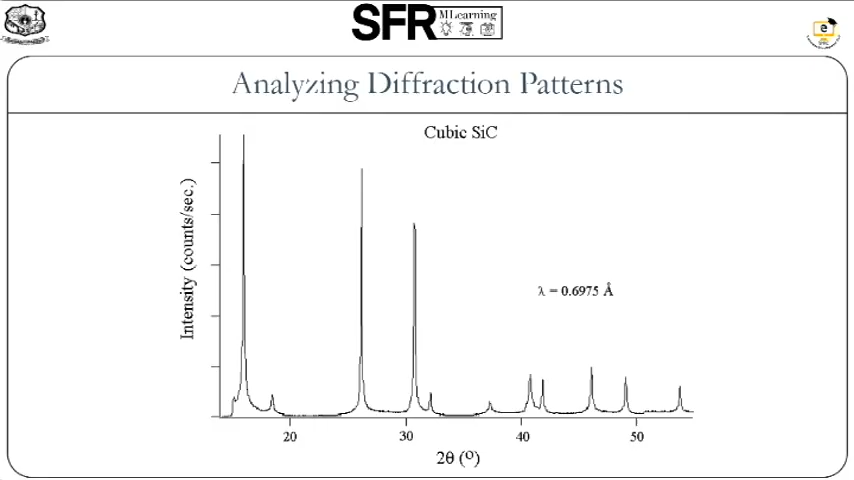 SFR MLearning
Analyzing Diffraction Patterns
Cubic SiC
Intensity (counts/sec.)
λ = 0.6975 Å
20 30 40 50
2θ (º)